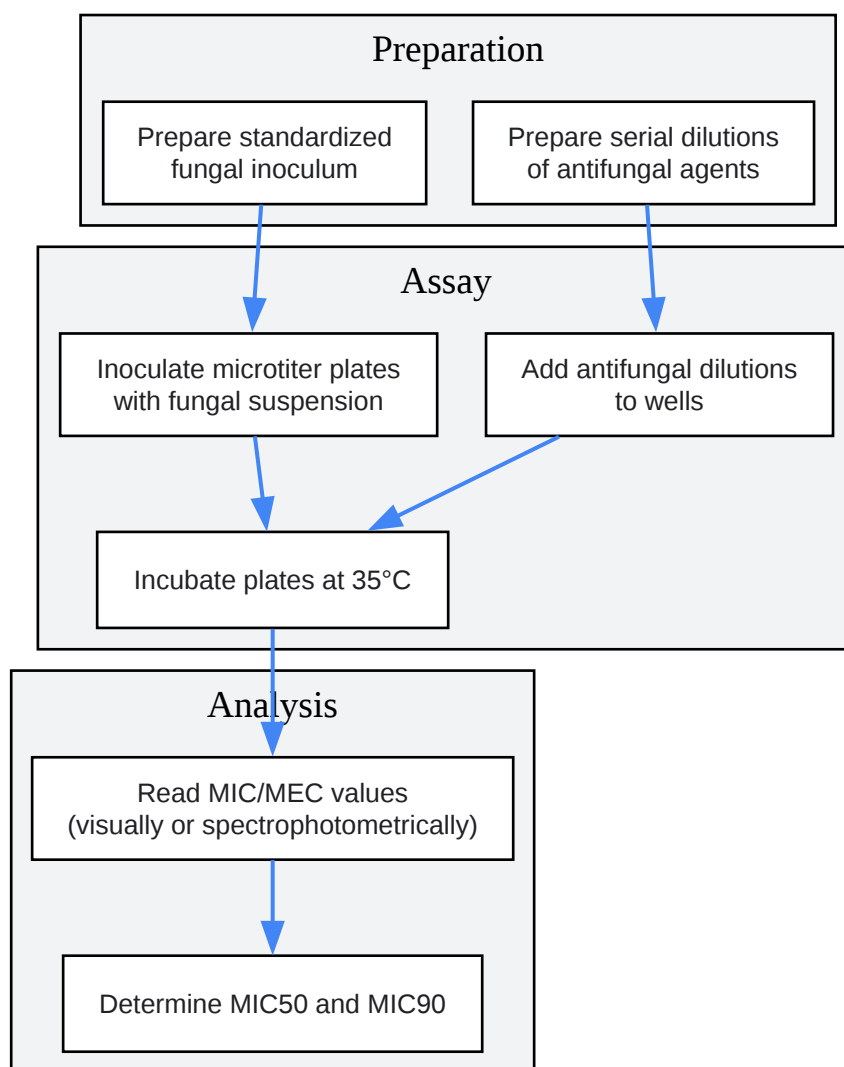 Preparation
Prepare standardized
fungal inoculum
Prepare serial dilutions
of antifungal agents
Assay
Inoculate microtiter plates
with fungal suspension
Add antifungal dilutions
to wells
Incubate plates at 35°C
Analysis
Read MIC/MEC values
(visually or spectrophotometrically)
Determine MIC50 and MIC90